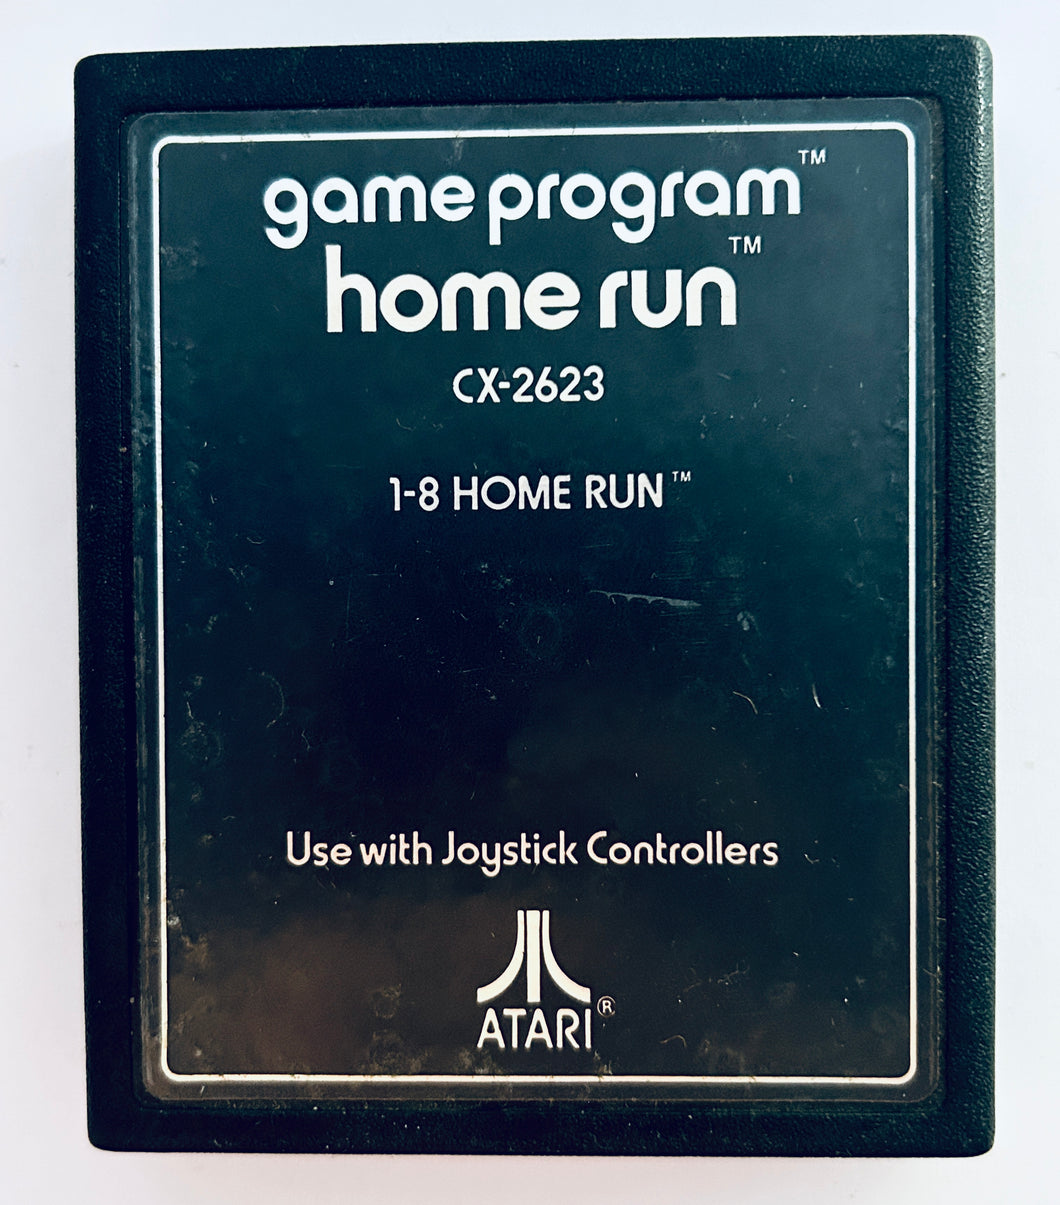 game program™
home run™
CX-2623
1-8 HOME RUN™
Use with Joystick Controllers
ATARI®